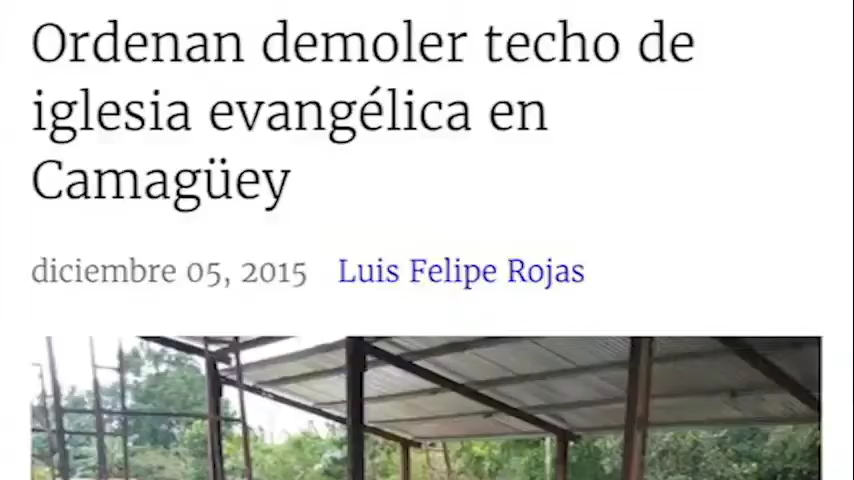 Ordenan demoler techo de
iglesia evangélica en
Camagüey
diciembre 05, 2015 Luis Felipe Rojas